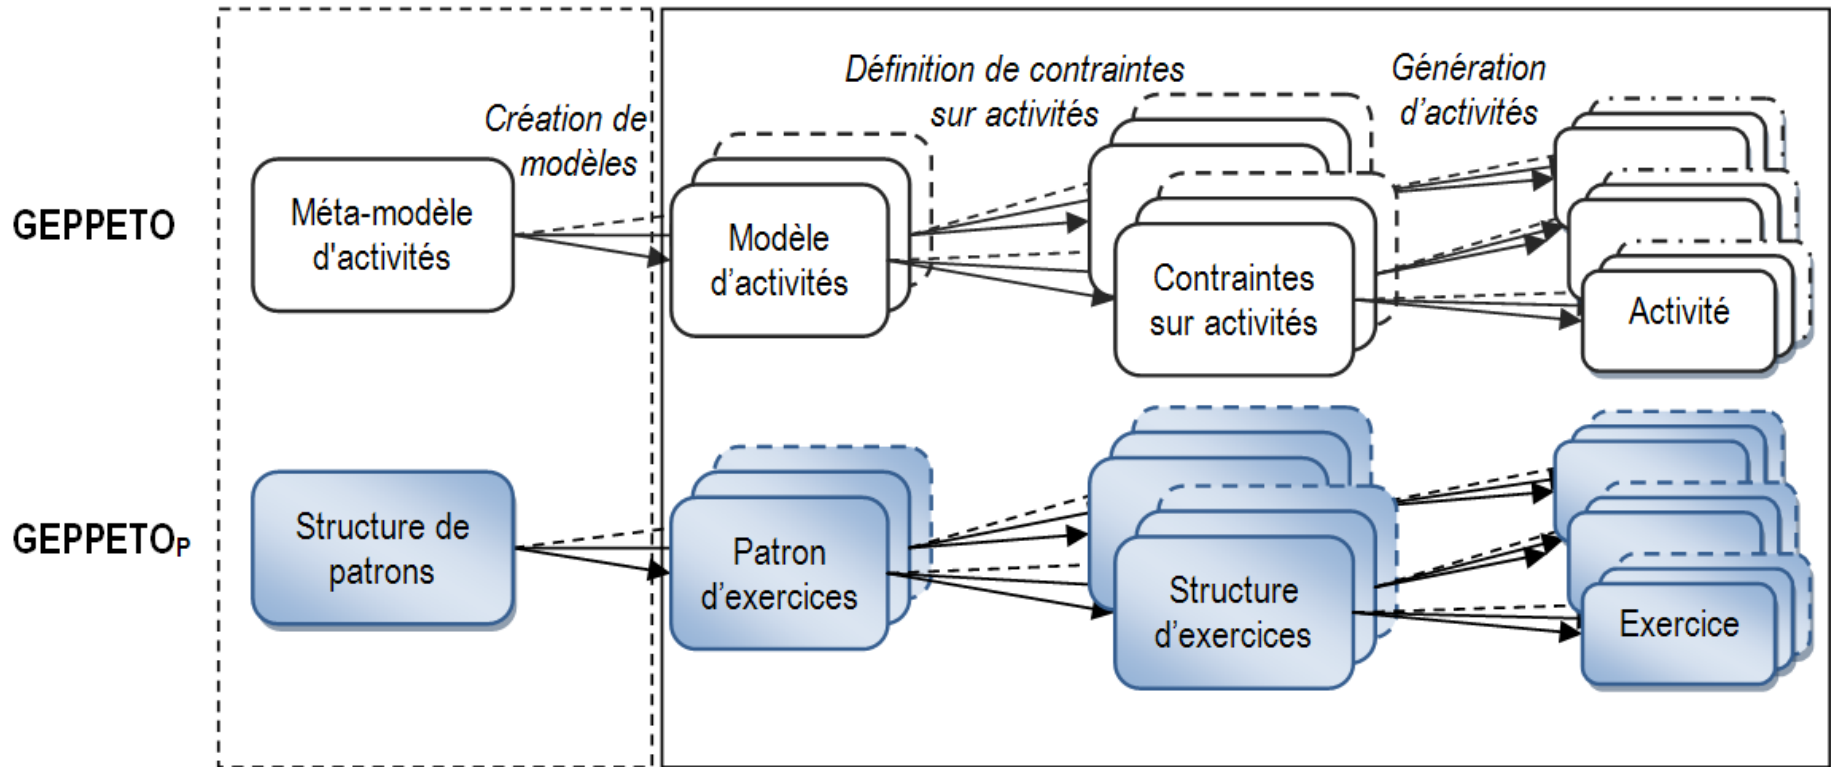 Création de
modèles
Définition de contraintes
sur activités
Génération
d’activités
GEPPETO
Méta-modèle
d'activités
Modèle
d’activités
Contraintes
sur activités
Activité
GEPPETOP
Structure de
patrons
Patron
d’exercices
Structure
d’exercices
Exercice